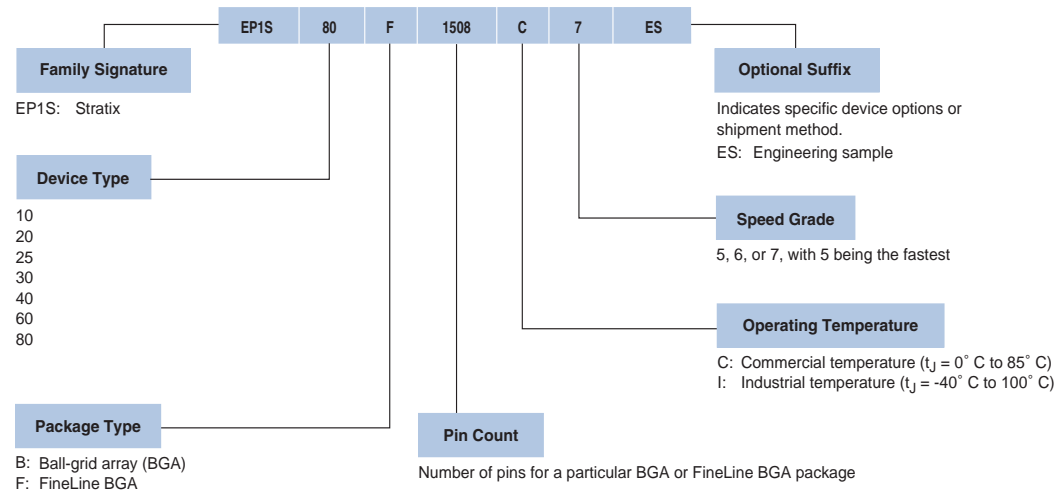 EP1S 80 F 1508 C 7 ES
Family Signature
EP1S: Stratix
Optional Suffix
Indicates specific device options or
shipment method.
ES: Engineering sample
Device Type
10
20
25
30
40
60
80
Speed Grade
5, 6, or 7, with 5 being the fastest
Operating Temperature
C: Commercial temperature (tJ = 0˚ C to 85˚ C)
I: Industrial temperature (tJ = -40˚ C to 100˚ C)
Package Type
B: Ball-grid array (BGA)
F: FineLine BGA
Pin Count
Number of pins for a particular BGA or FineLine BGA package